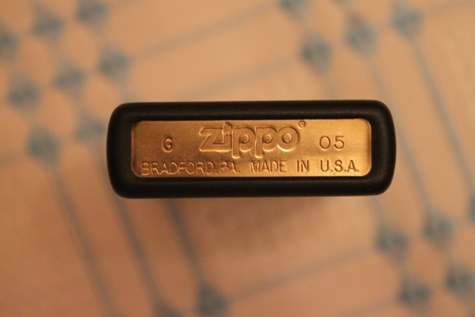 G zippo® 05
BRADFORD.PA. MADE IN U.S.A.